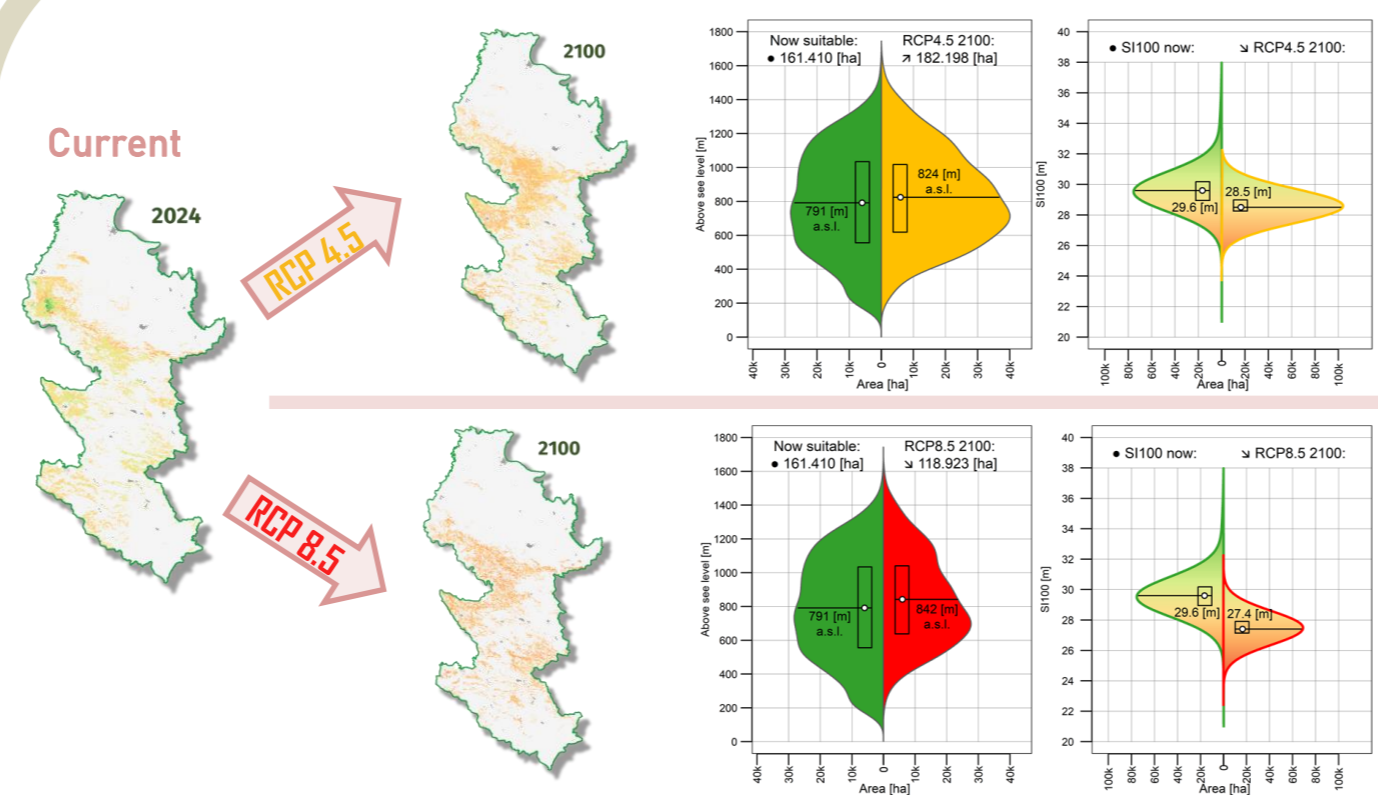 Current
2024
RCP 4.5
2100
RCP 8.5
2100
Now suitable:
● 161.410 [ha]
RCP4.5 2100:
↗ 182.198 [ha]
Above see level [m]
1800
1600
1400
1200
1000
800
600
400
200
0
791 [m]
a.s.l.
824 [m]
a.s.l.
40k
30k
20k
10k
0
10k
20k
30k
40k
Area [ha]
● SI100 now:
↘ RCP4.5 2100:
SI100 [m]
40
38
36
34
32
30
28
26
24
22
20
29.6 [m]
28.5 [m]
100k
80k
60k
40k
20k
0
20k
40k
60k
80k
100k
Area [ha]
Now suitable:
● 161.410 [ha]
RCP8.5 2100:
↘ 118.923 [ha]
Above see level [m]
1800
1600
1400
1200
1000
800
600
400
200
0
791 [m]
a.s.l.
842 [m]
a.s.l.
40k
30k
20k
10k
0
10k
20k
30k
40k
Area [ha]
● SI100 now:
↘ RCP8.5 2100:
SI100 [m]
40
38
36
34
32
30
28
26
24
22
20
29.6 [m]
27.4 [m]
100k
80k
60k
40k
20k
0
20k
40k
60k
80k
100k
Area [ha]